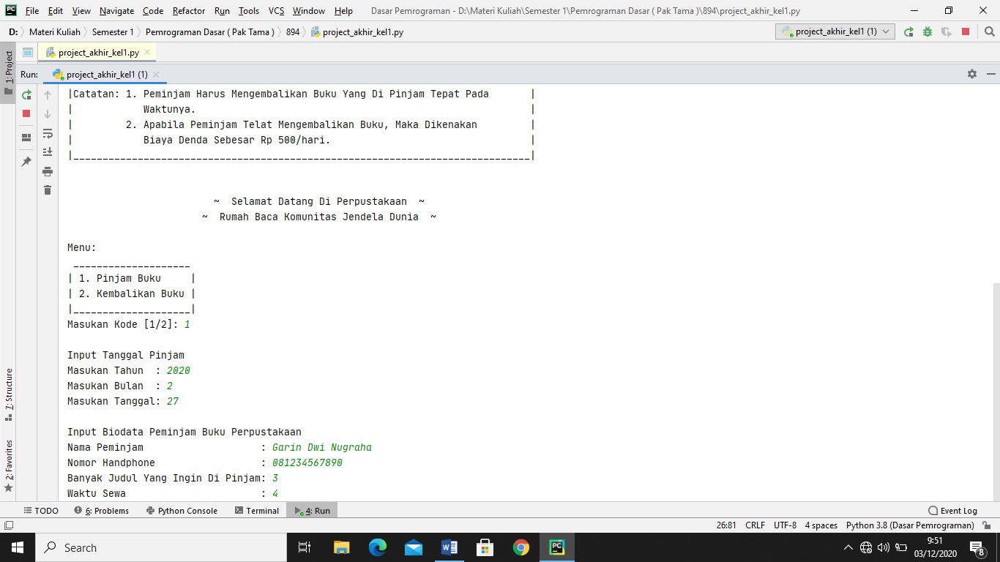 File Edit View Navigate Code Refactor Run Tools VCS Window Help Dasar Pemrograman - D:\Materi Kuliah\Semester 1\Pemrograman Dasar ( Pak Tama )\894\project_akhir_kel1.py
D: Materi Kuliah Semester 1 Pemrograman Dasar ( Pak Tama ) 894 project_akhir_kel1.py project_akhir_kel1 (1)
1: Project
project_akhir_kel1.py
Run: project_akhir_kel1 (1)
|Catatan: 1. Peminjam Harus Mengembalikan Buku Yang Di Pinjam Tepat Pada |
| Waktunya. |
| 2. Apabila Peminjam Telat Mengembalikan Buku, Maka Dikenakan |
| Biaya Denda Sebesar Rp 500/hari. |
|______________________________________________________________________________|
~ Selamat Datang Di Perpustakaan ~
~ Rumah Baca Komunitas Jendela Dunia ~
Menu:
____________________
| 1. Pinjam Buku |
| 2. Kembalikan Buku |
|____________________|
Masukan Kode [1/2]: 1
Input Tanggal Pinjam
Masukan Tahun : 2020
Masukan Bulan : 2
Masukan Tanggal: 27
Input Biodata Peminjam Buku Perpustakaan
Nama Peminjam : Garin Dwi Nugraha
Nomor Handphone : 081234567890
Banyak Judul Yang Ingin Di Pinjam: 3
Waktu Sewa : 4
7: Structure
2: Favorites
TODO 6: Problems Python Console Terminal 4: Run Event Log
26:81 CRLF UTF-8 4 spaces Python 3.8 (Dasar Pemrograman)
Search
9:51
03/12/2020
8